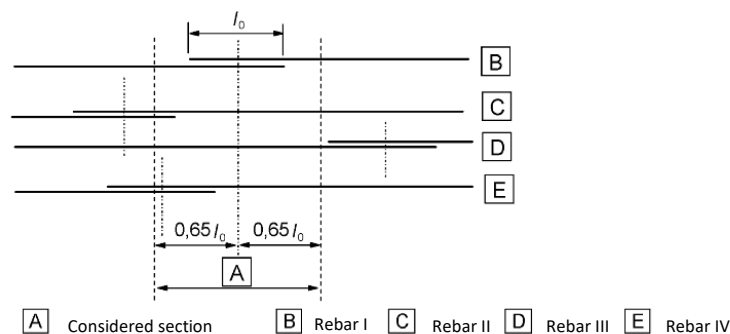 l₀
B
C
D
E
0,65 l₀ 0,65 l₀
A
A Considered section B Rebar I C Rebar II D Rebar III E Rebar IV